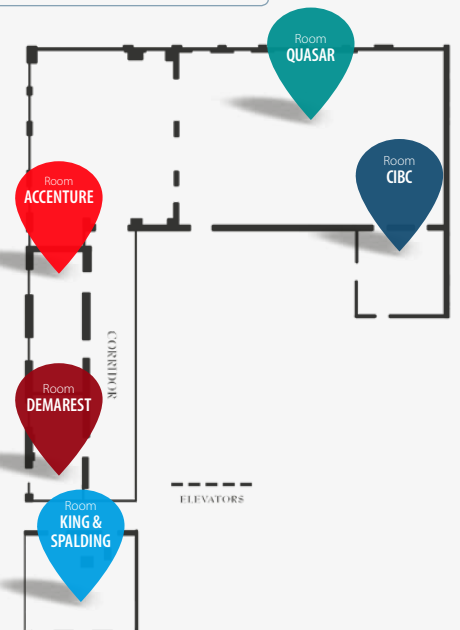 Room
QUASAR
Room
CIBC
Room
ACCENTURE
CORRIDOR
Room
DEMAREST
ELEVATORS
Room
KING &
SPALDING